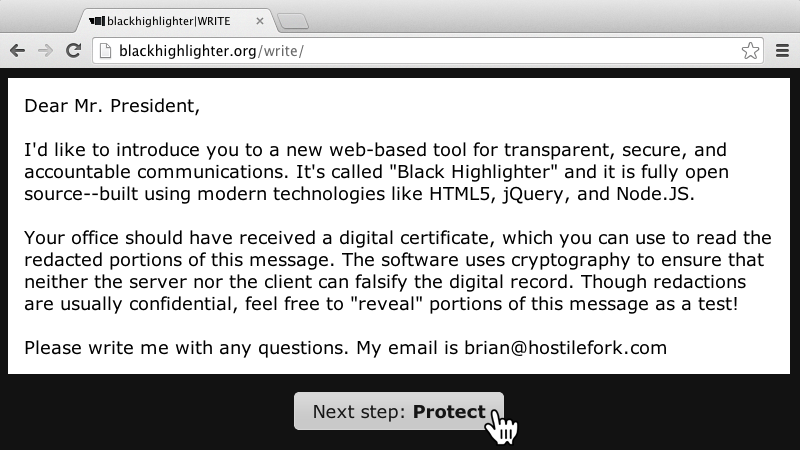 blackhighlighter|WRITE
blackhighlighter.org/write/
Dear Mr. President,
I'd like to introduce you to a new web-based tool for transparent, secure, and
accountable communications. It's called "Black Highlighter" and it is fully open
source--built using modern technologies like HTML5, jQuery, and Node.JS.
Your office should have received a digital certificate, which you can use to read the
redacted portions of this message. The software uses cryptography to ensure that
neither the server nor the client can falsify the digital record. Though redactions
are usually confidential, feel free to "reveal" portions of this message as a test!
Please write me with any questions. My email is brian@hostilefork.com
Next step: Protect